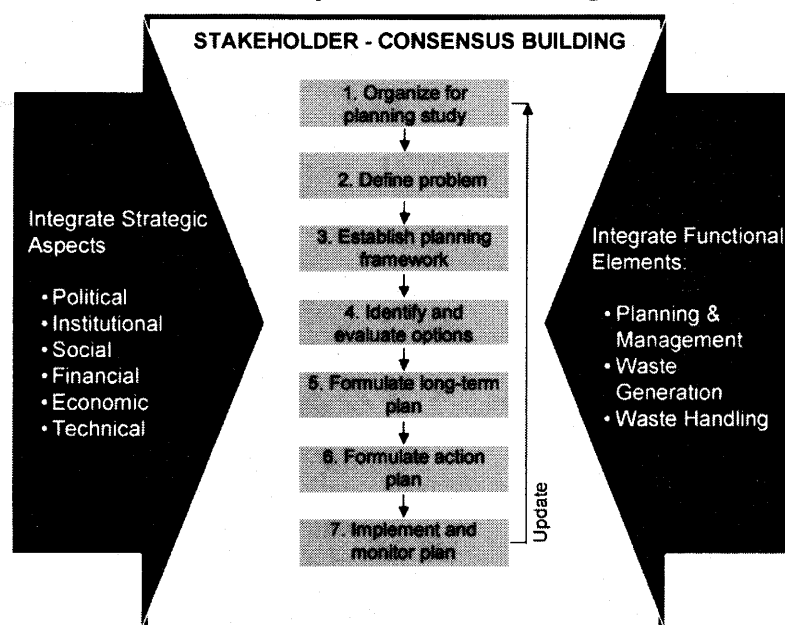 STAKEHOLDER - CONSENSUS BUILDING
1. Organize for
planning study
2. Define problem
3. Establish planning
framework
4. Identify and
evaluate options
5. Formulate long-term
plan
6. Formulate action
plan
7. Implement and
monitor plan
Update
Integrate Strategic
Aspects
• Political
• Institutional
• Social
• Financial
• Economic
• Technical
Integrate Functional
Elements:
• Planning &
Management
• Waste
Generation
• Waste Handling